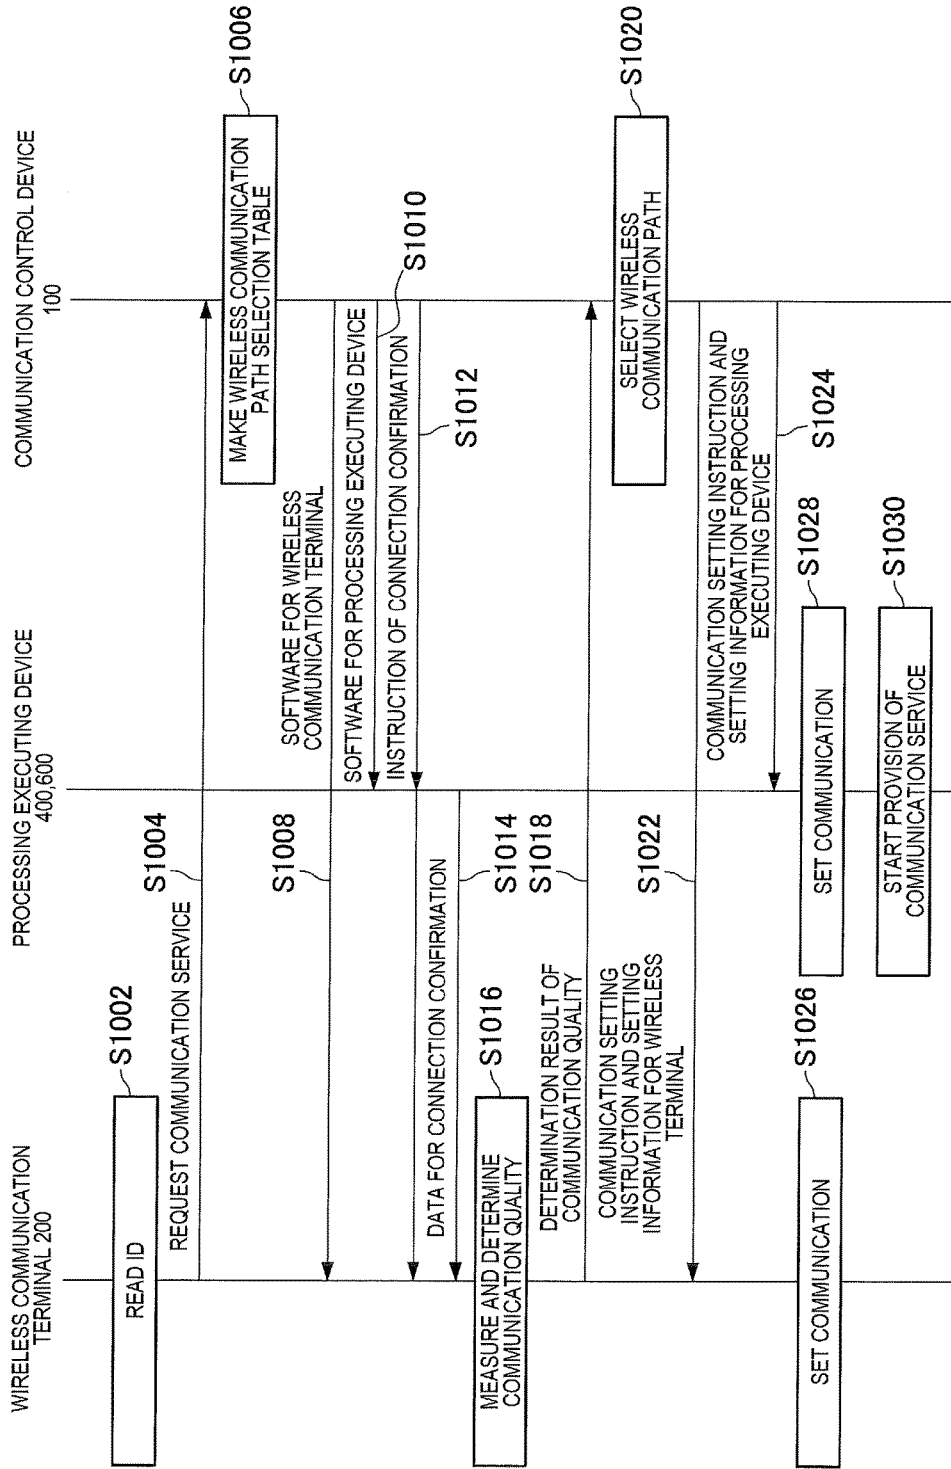 WIRELESS COMMUNICATION
TERMINAL 200
PROCESSING EXECUTING DEVICE
400,600
COMMUNICATION CONTROL DEVICE
100
READ ID
S1002
REQUEST COMMUNICATION SERVICE
S1004
MAKE WIRELESS COMMUNICATION
PATH SELECTION TABLE
S1006
SOFTWARE FOR WIRELESS
COMMUNICATION TERMINAL
S1008
SOFTWARE FOR PROCESSING EXECUTING DEVICE
S1010
INSTRUCTION OF CONNECTION CONFIRMATION
S1012
DATA FOR CONNECTION CONFIRMATION
S1014
MEASURE AND DETERMINE
COMMUNICATION QUALITY
S1016
DETERMINATION RESULT OF
COMMUNICATION QUALITY
S1018
SELECT WIRELESS
COMMUNICATION PATH
S1020
COMMUNICATION SETTING
INSTRUCTION AND SETTING
INFORMATION FOR WIRELESS
TERMINAL
S1022
COMMUNICATION SETTING INSTRUCTION AND
SETTING INFORMATION FOR PROCESSING
EXECUTING DEVICE
S1024
SET COMMUNICATION
S1026
SET COMMUNICATION
S1028
START PROVISION OF
COMMUNICATION SERVICE
S1030